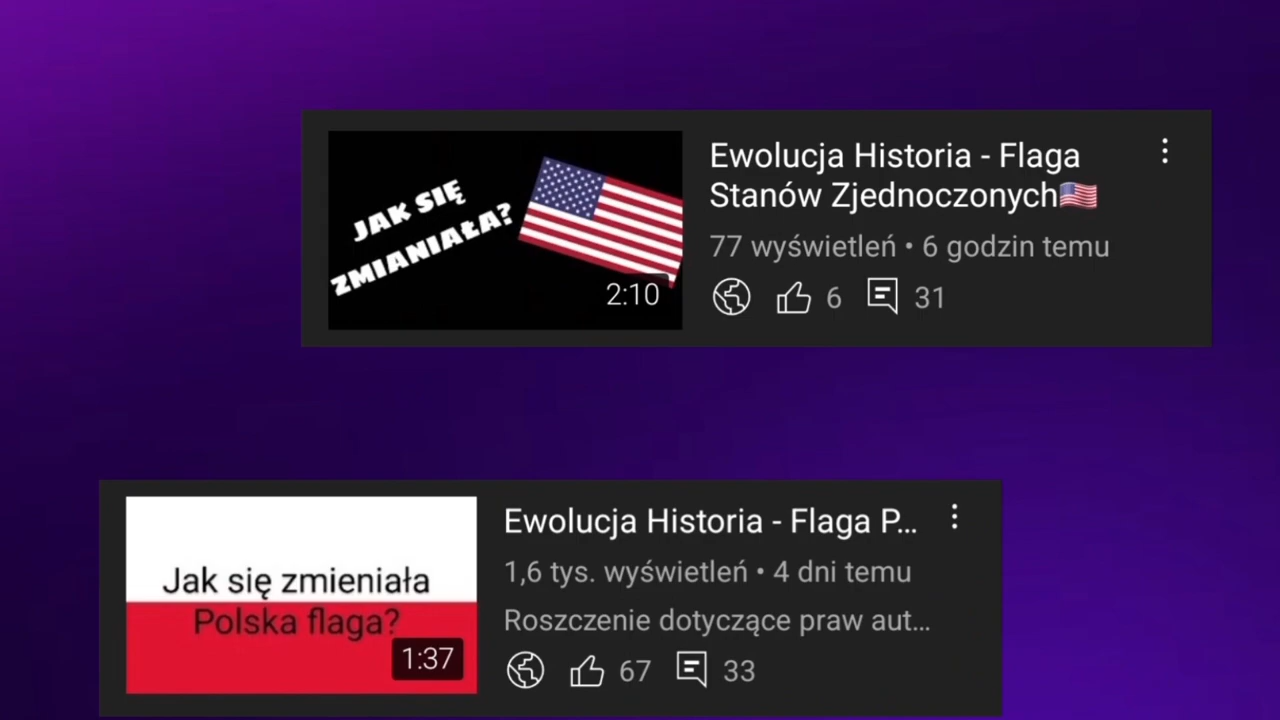 JAK SIĘ
ZMIANIAŁA?
2:10
Ewolucja Historia - Flaga
Stanów Zjednoczonych🇺🇸
77 wyświetleń • 6 godzin temu
6 31
Jak się zmieniała
Polska flaga?
1:37
Ewolucja Historia - Flaga P...
1,6 tys. wyświetleń • 4 dni temu
Roszczenie dotyczące praw aut...
67 33